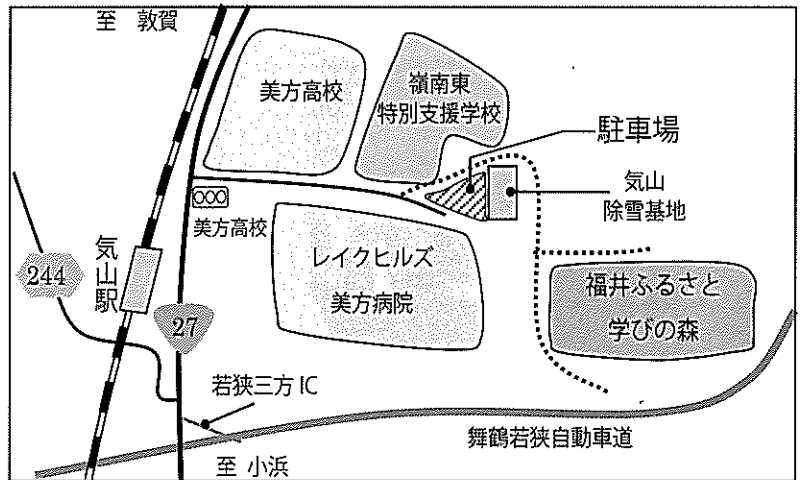 至 敦賀
美方高校
嶺南東
特別支援学校
駐車場
気山
除雪基地
美方高校
レイクヒルズ
美方病院
気山駅
244
27
福井ふるさと
学びの森
若狭三方IC
舞鶴若狭自動車道
至 小浜